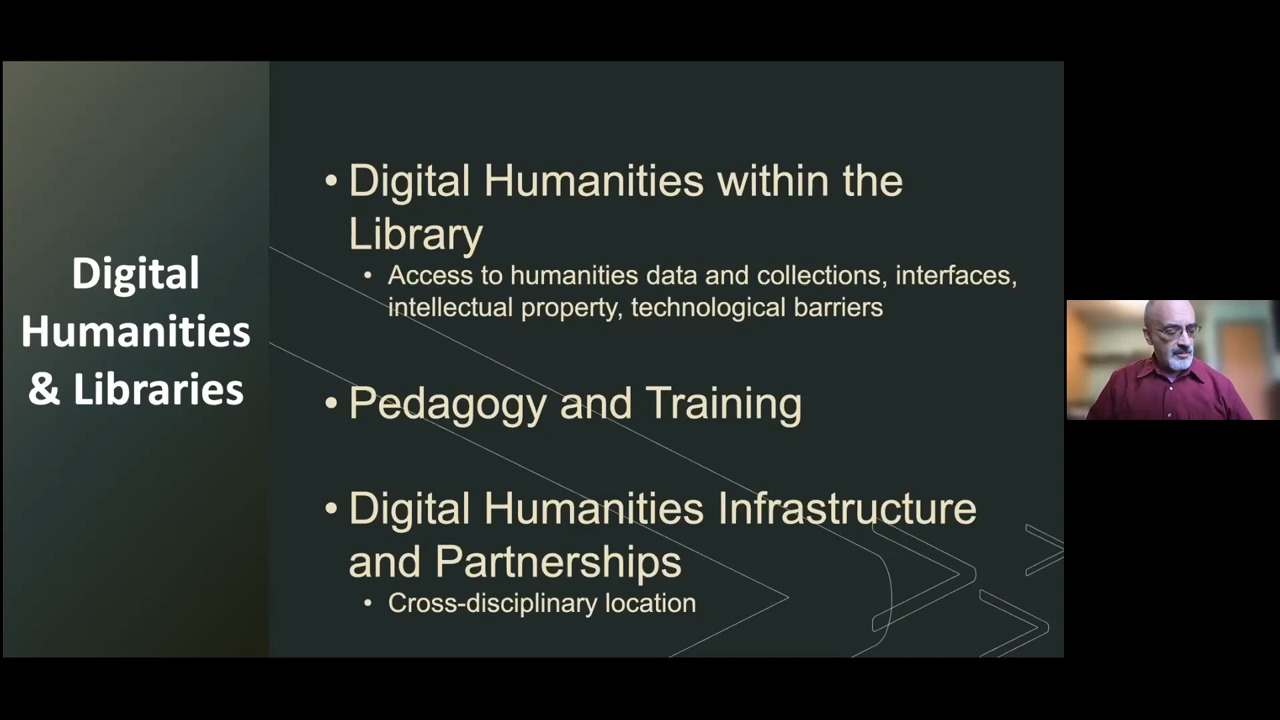 Digital
Humanities
& Libraries
• Digital Humanities within the
Library
• Access to humanities data and collections, interfaces,
intellectual property, technological barriers
• Pedagogy and Training
• Digital Humanities Infrastructure
and Partnerships
• Cross-disciplinary location